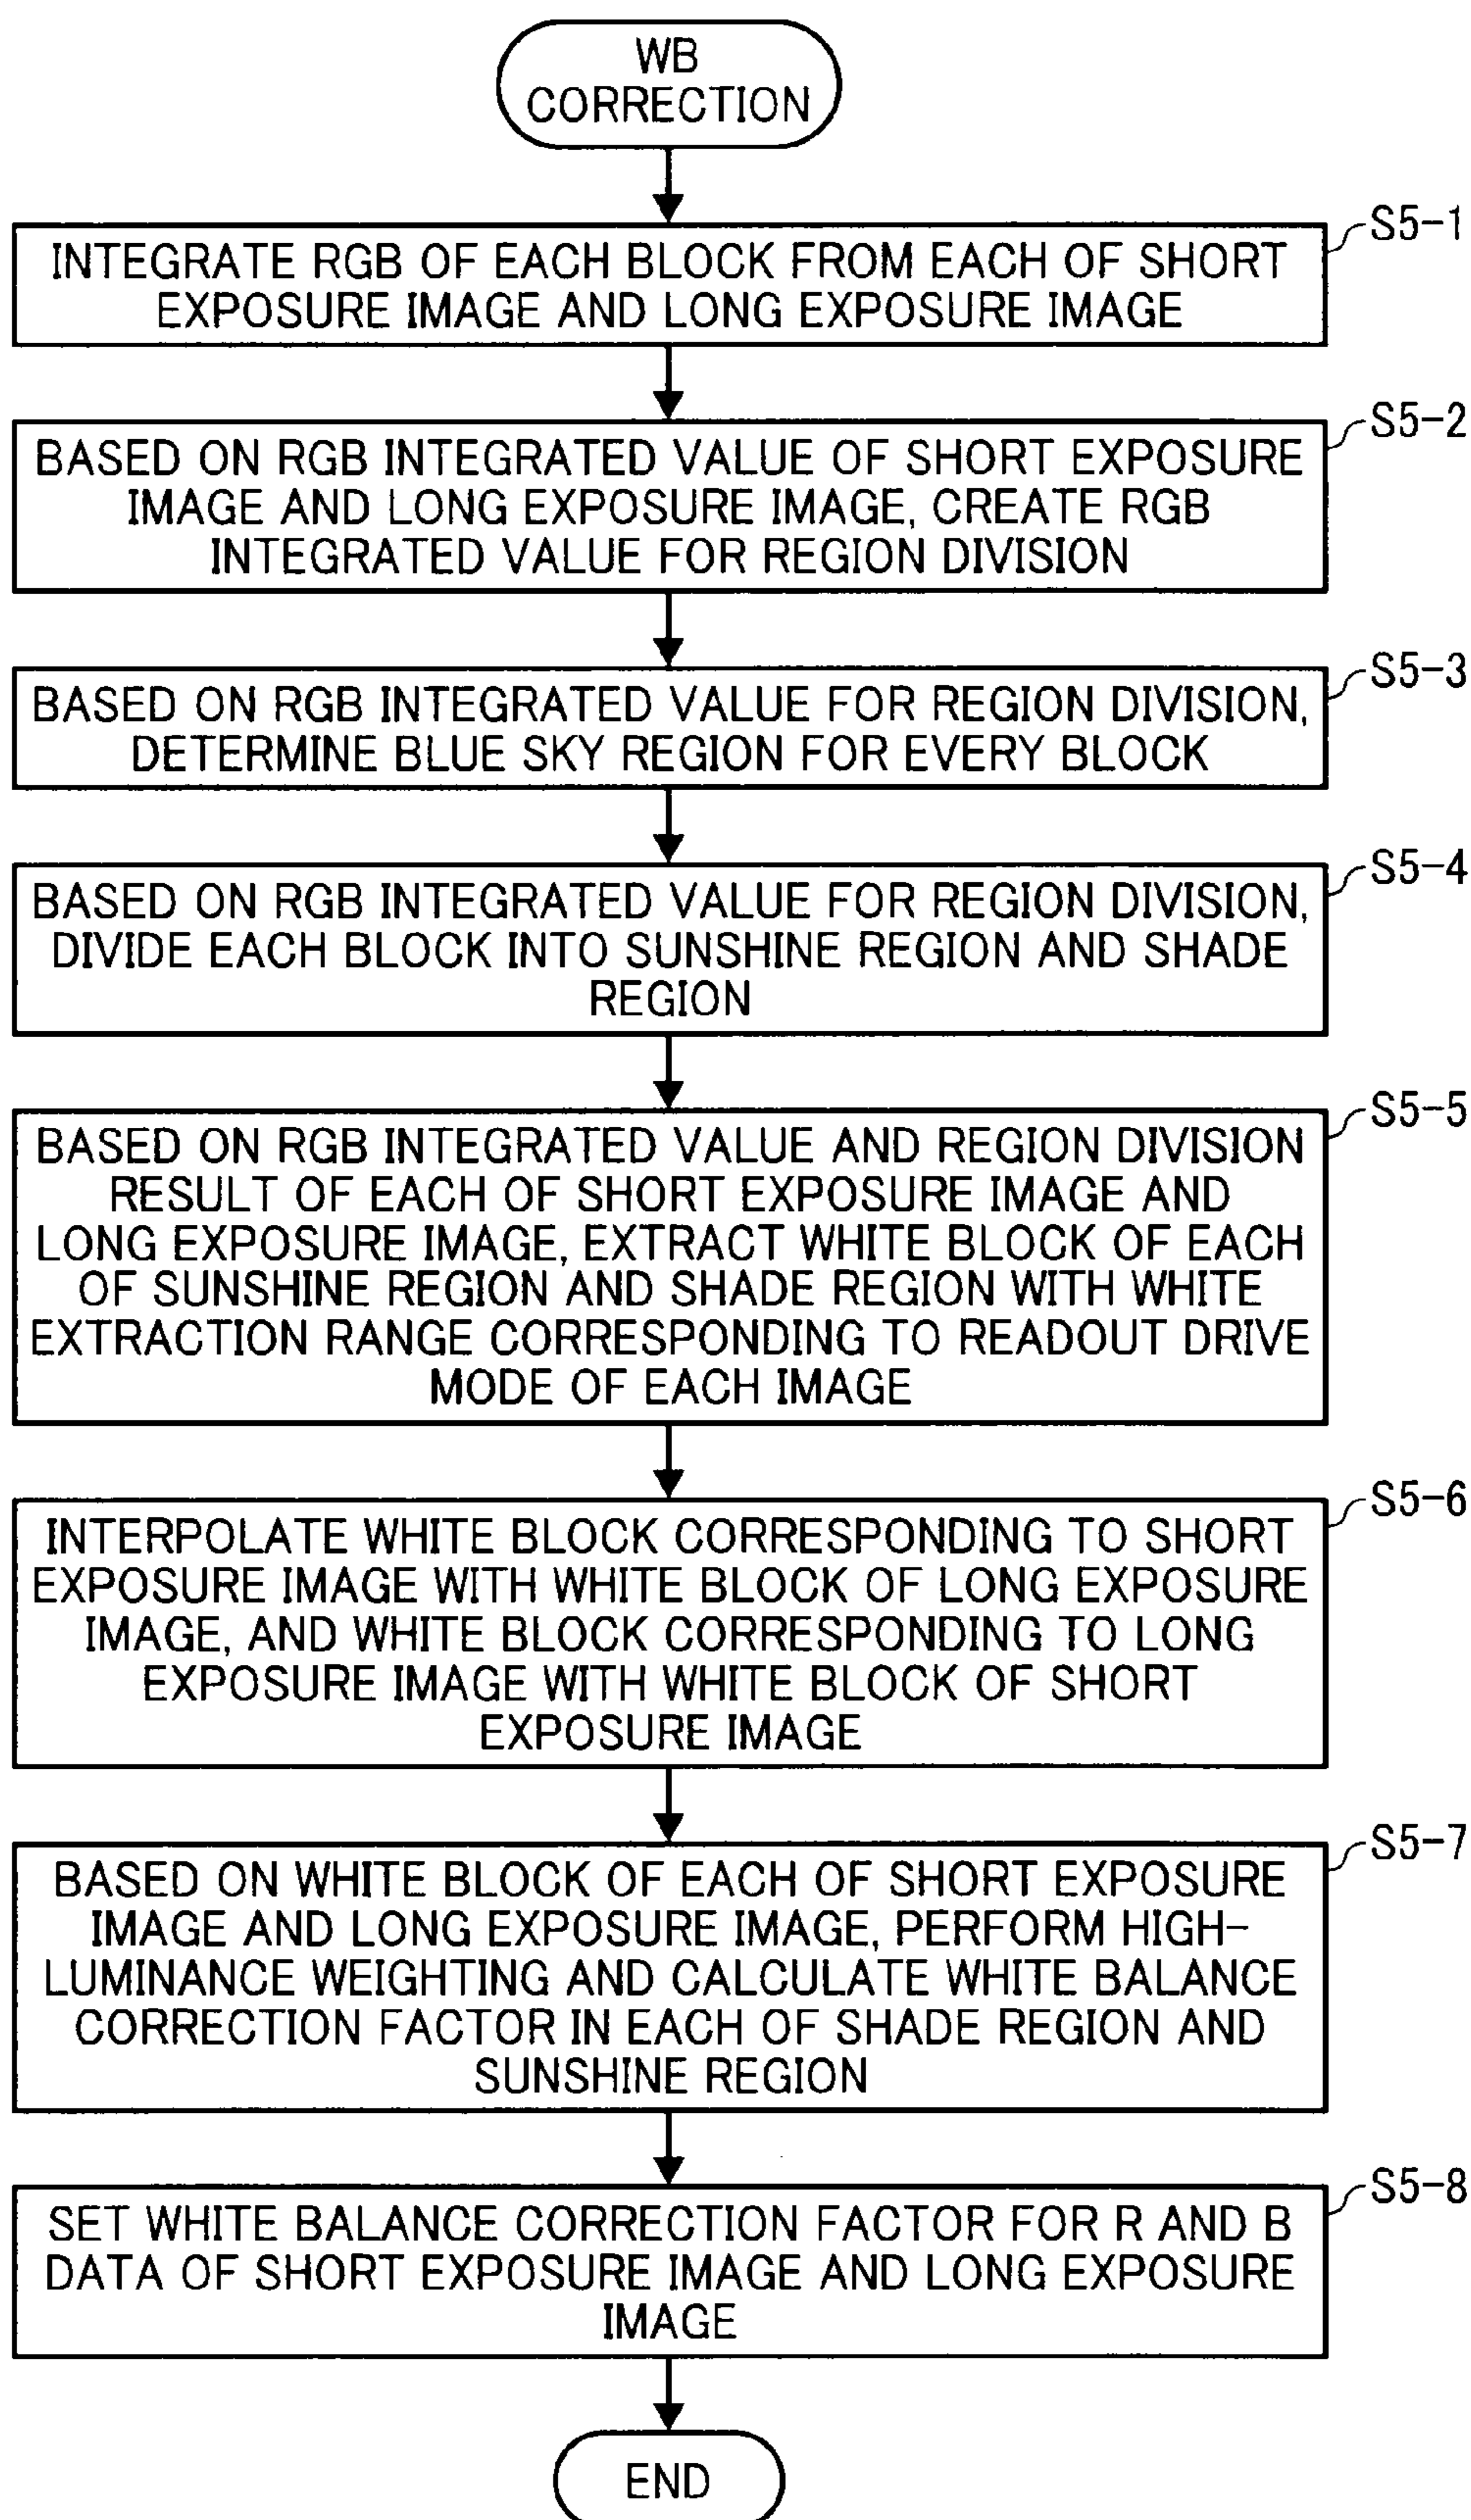 WB
CORRECTION
S5-1
INTEGRATE RGB OF EACH BLOCK FROM EACH OF SHORT
EXPOSURE IMAGE AND LONG EXPOSURE IMAGE
S5-2
BASED ON RGB INTEGRATED VALUE OF SHORT EXPOSURE
IMAGE AND LONG EXPOSURE IMAGE, CREATE RGB
INTEGRATED VALUE FOR REGION DIVISION
S5-3
BASED ON RGB INTEGRATED VALUE FOR REGION DIVISION,
DETERMINE BLUE SKY REGION FOR EVERY BLOCK
S5-4
BASED ON RGB INTEGRATED VALUE FOR REGION DIVISION,
DIVIDE EACH BLOCK INTO SUNSHINE REGION AND SHADE
REGION
S5-5
BASED ON RGB INTEGRATED VALUE AND REGION DIVISION
RESULT OF EACH OF SHORT EXPOSURE IMAGE AND
LONG EXPOSURE IMAGE, EXTRACT WHITE BLOCK OF EACH
OF SUNSHINE REGION AND SHADE REGION WITH WHITE
EXTRACTION RANGE CORRESPONDING TO READOUT DRIVE
MODE OF EACH IMAGE
S5-6
INTERPOLATE WHITE BLOCK CORRESPONDING TO SHORT
EXPOSURE IMAGE WITH WHITE BLOCK OF LONG EXPOSURE
IMAGE, AND WHITE BLOCK CORRESPONDING TO LONG
EXPOSURE IMAGE WITH WHITE BLOCK OF SHORT
EXPOSURE IMAGE
S5-7
BASED ON WHITE BLOCK OF EACH OF SHORT EXPOSURE
IMAGE AND LONG EXPOSURE IMAGE, PERFORM HIGH-
LUMINANCE WEIGHTING AND CALCULATE WHITE BALANCE
CORRECTION FACTOR IN EACH OF SHADE REGION AND
SUNSHINE REGION
S5-8
SET WHITE BALANCE CORRECTION FACTOR FOR R AND B
DATA OF SHORT EXPOSURE IMAGE AND LONG EXPOSURE
IMAGE
END